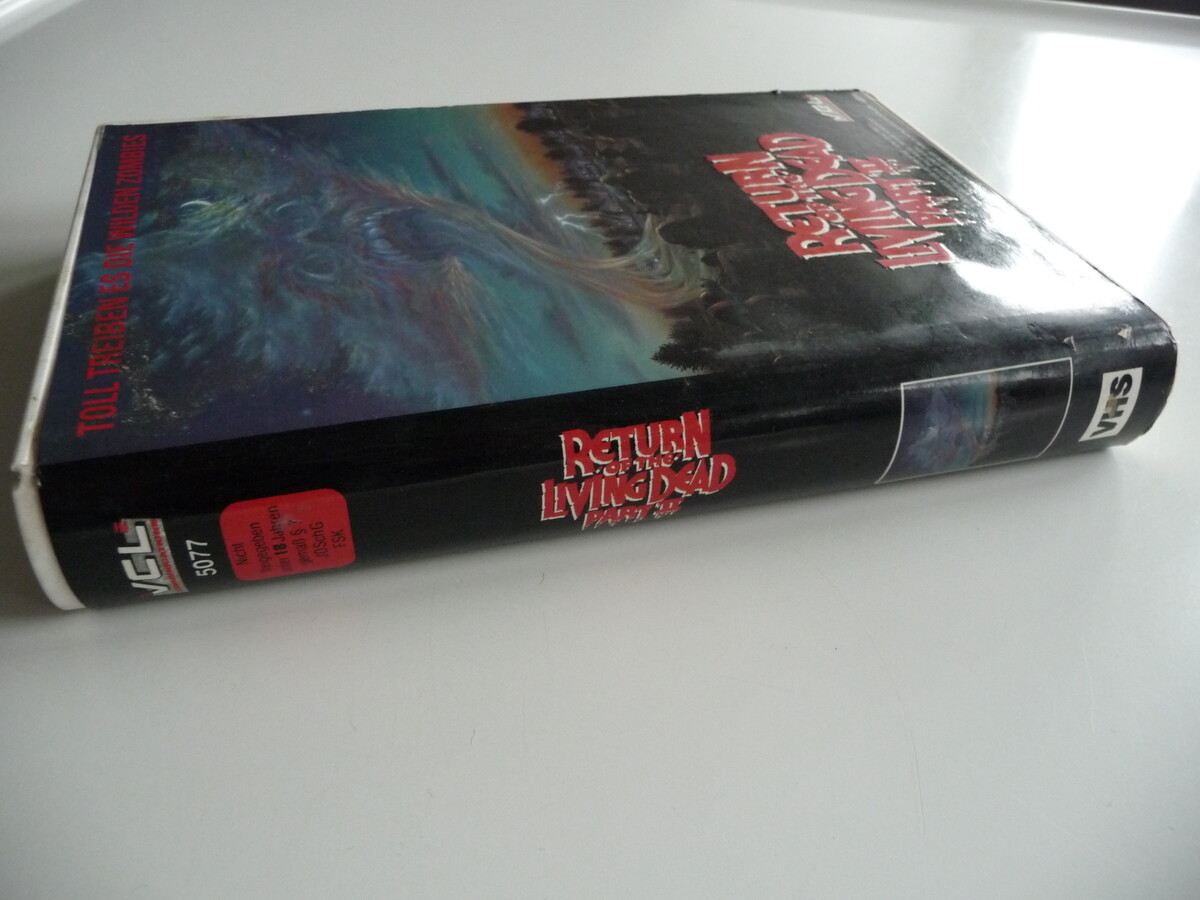 TOLL TREIBEN ES DIE WILDEN ZOMBIES
RETURN
OF THE
LIVING DEAD
PART II
VCL
5077
Nicht
freigegeben
unter 18 Jahren
gemäß § 7
JÖSchG
FSK
RETURN
OF THE
LIVING DEAD
PART II
VHS